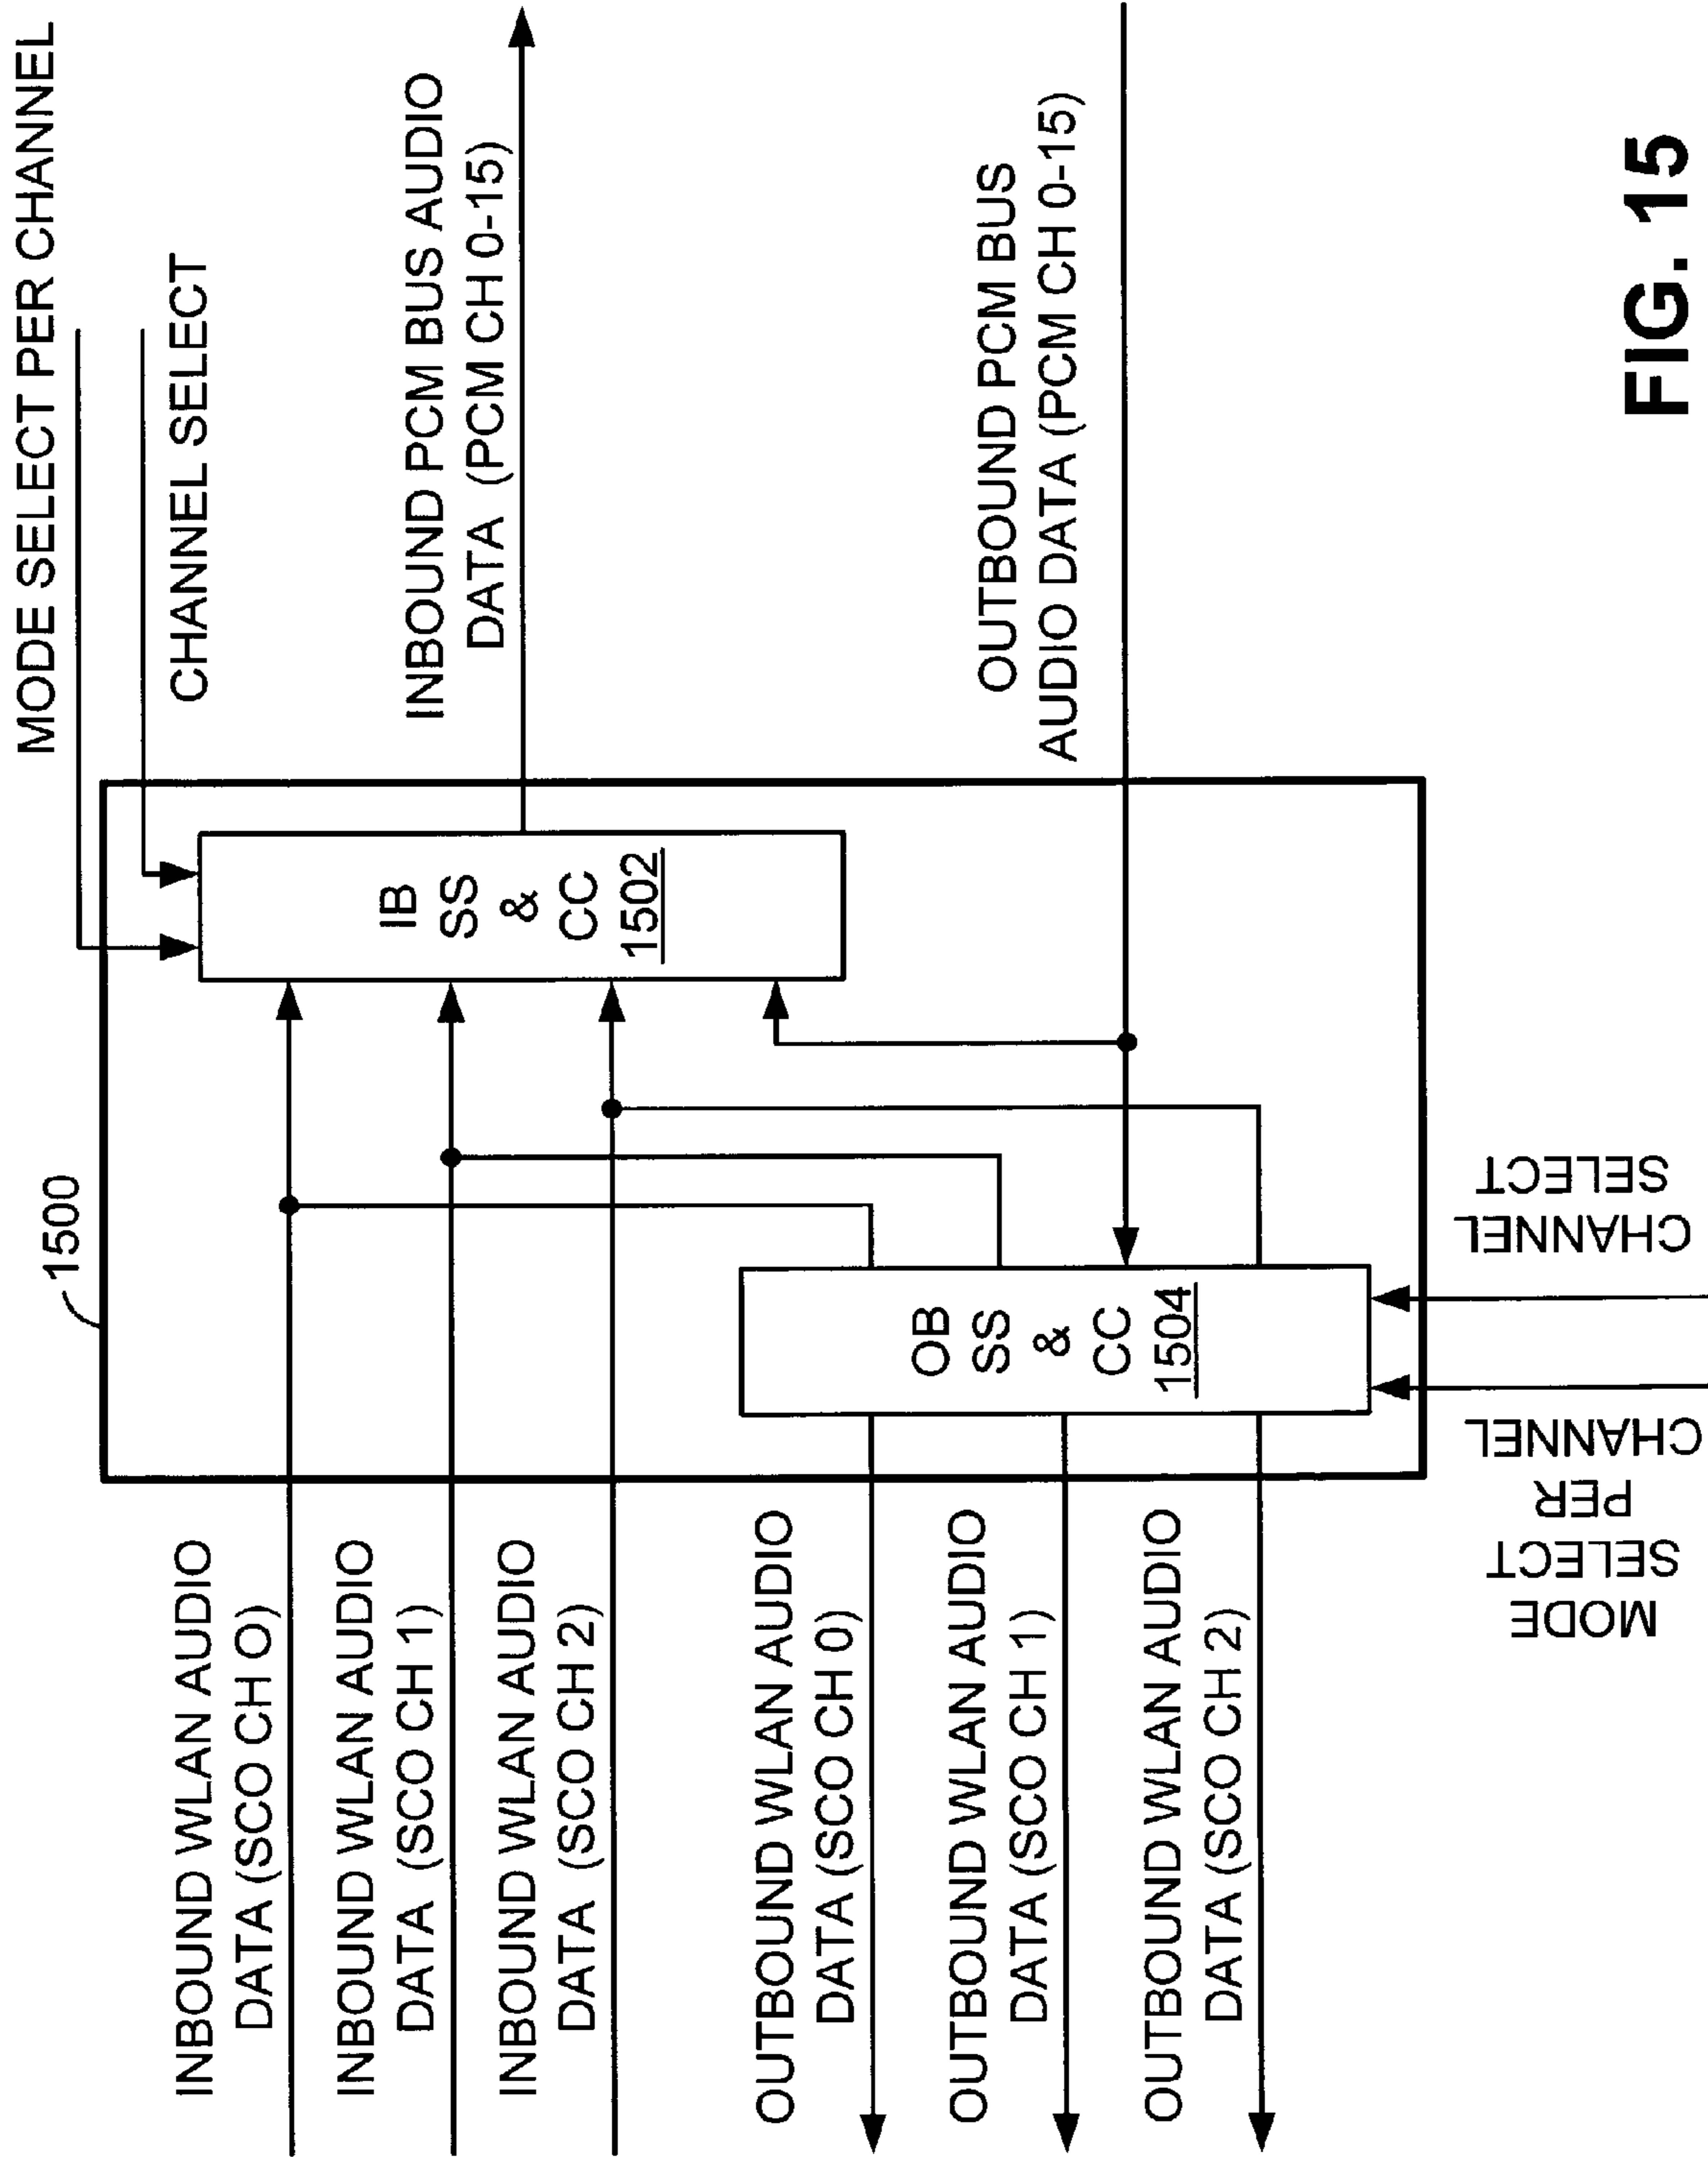 MODE SELECT PER CHANNEL
CHANNEL SELECT
1500
INBOUND WLAN AUDIO
DATA (SCO CH O)
INBOUND WLAN AUDIO
DATA (SCO CH 1)
INBOUND WLAN AUDIO
DATA (SCO CH 2)
IB
SS
&
CC
1502
INBOUND PCM BUS AUDIO
DATA (PCM CH 0-15)
OUTBOUND WLAN AUDIO
DATA (SCO CH 0)
OUTBOUND WLAN AUDIO
DATA (SCO CH 1)
OUTBOUND WLAN AUDIO
DATA (SCO CH 2)
OB
SS
&
CC
1504
OUTBOUND PCM BUS
AUDIO DATA (PCM CH 0-15)
MODE
SELECT
PER
CHANNEL
CHANNEL
SELECT
FIG. 15